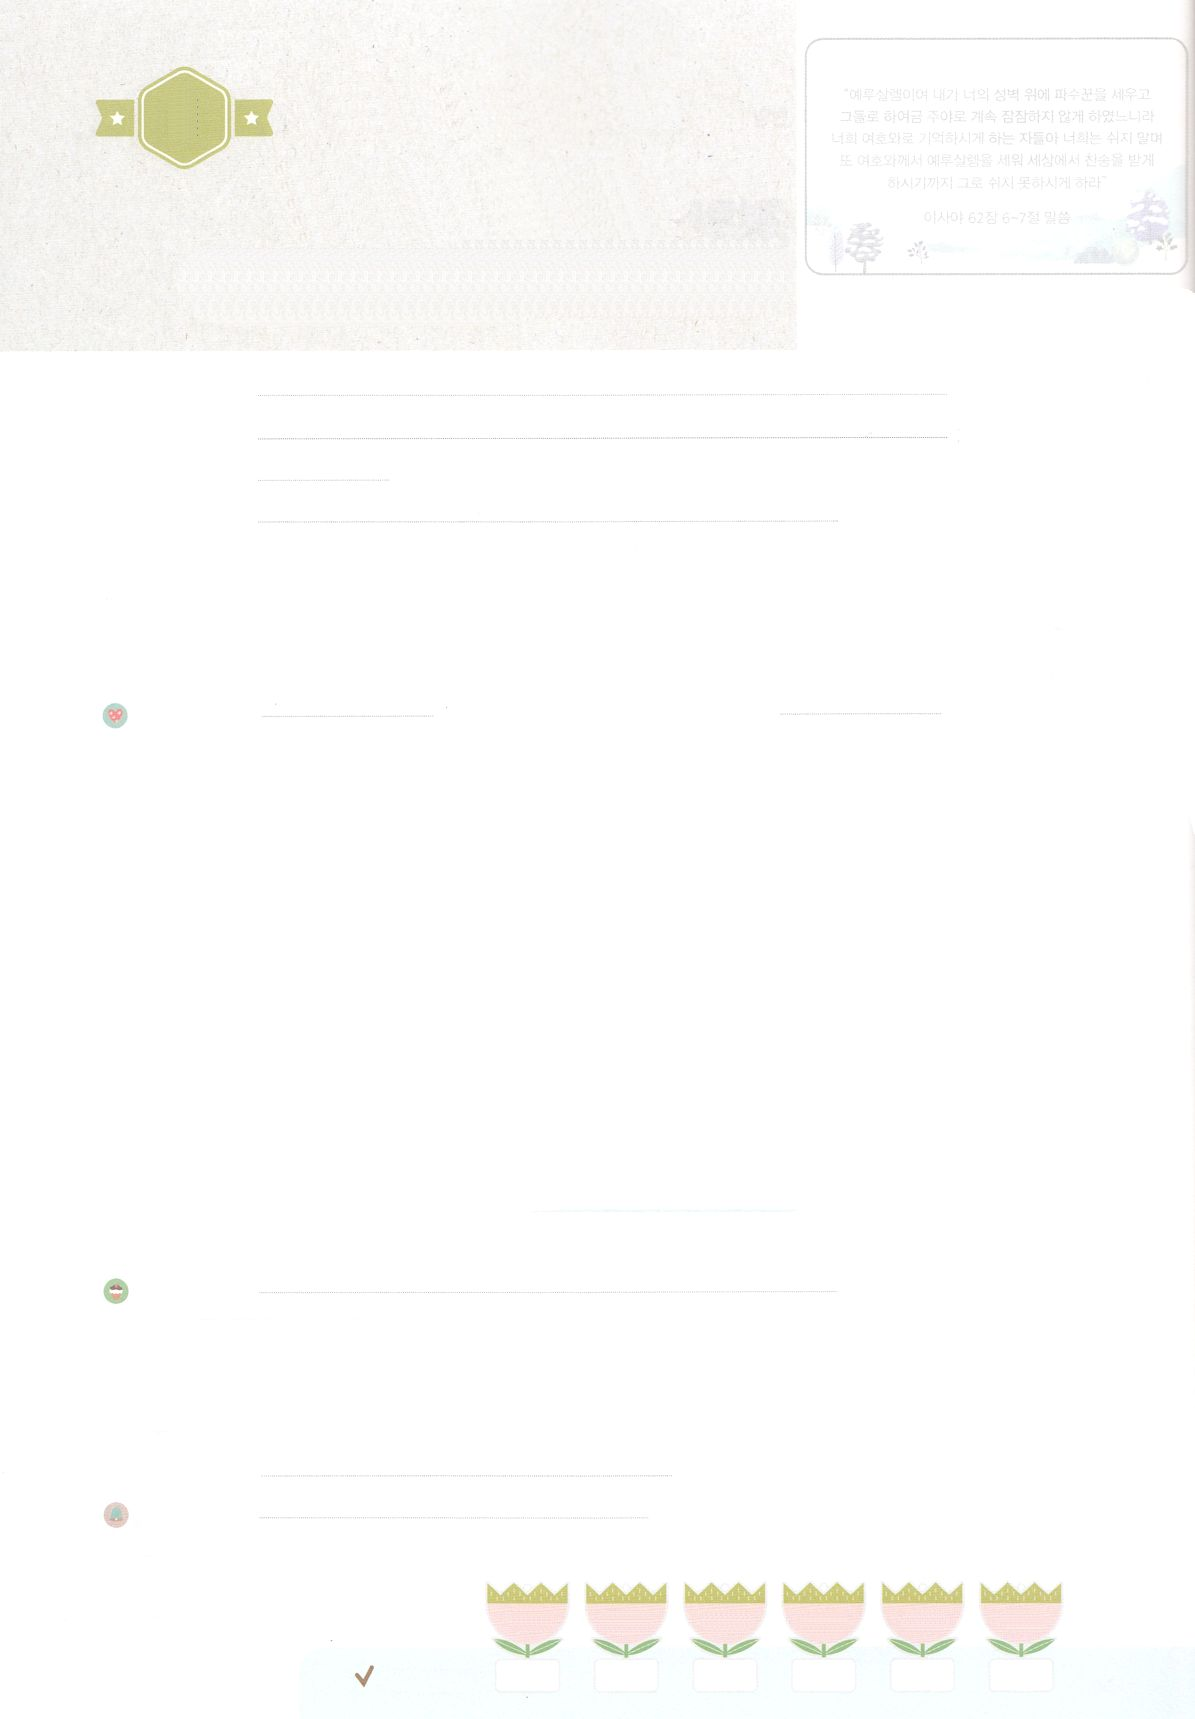 “예루살렘이여 내가 너의 성벽 위에 파수꾼을 세우고
그들로 하여금 주야로 계속 잠잠하지 않게 하였느니라
너희 여호와로 기억하시게 하는 자들아 너희는 쉬지 말며
또 여호와께서 예루살렘을 세워 세상에서 찬송을 받게
하시기까지 그로 쉬지 못하시게 하라”
이사야 62장 6-7절 말씀